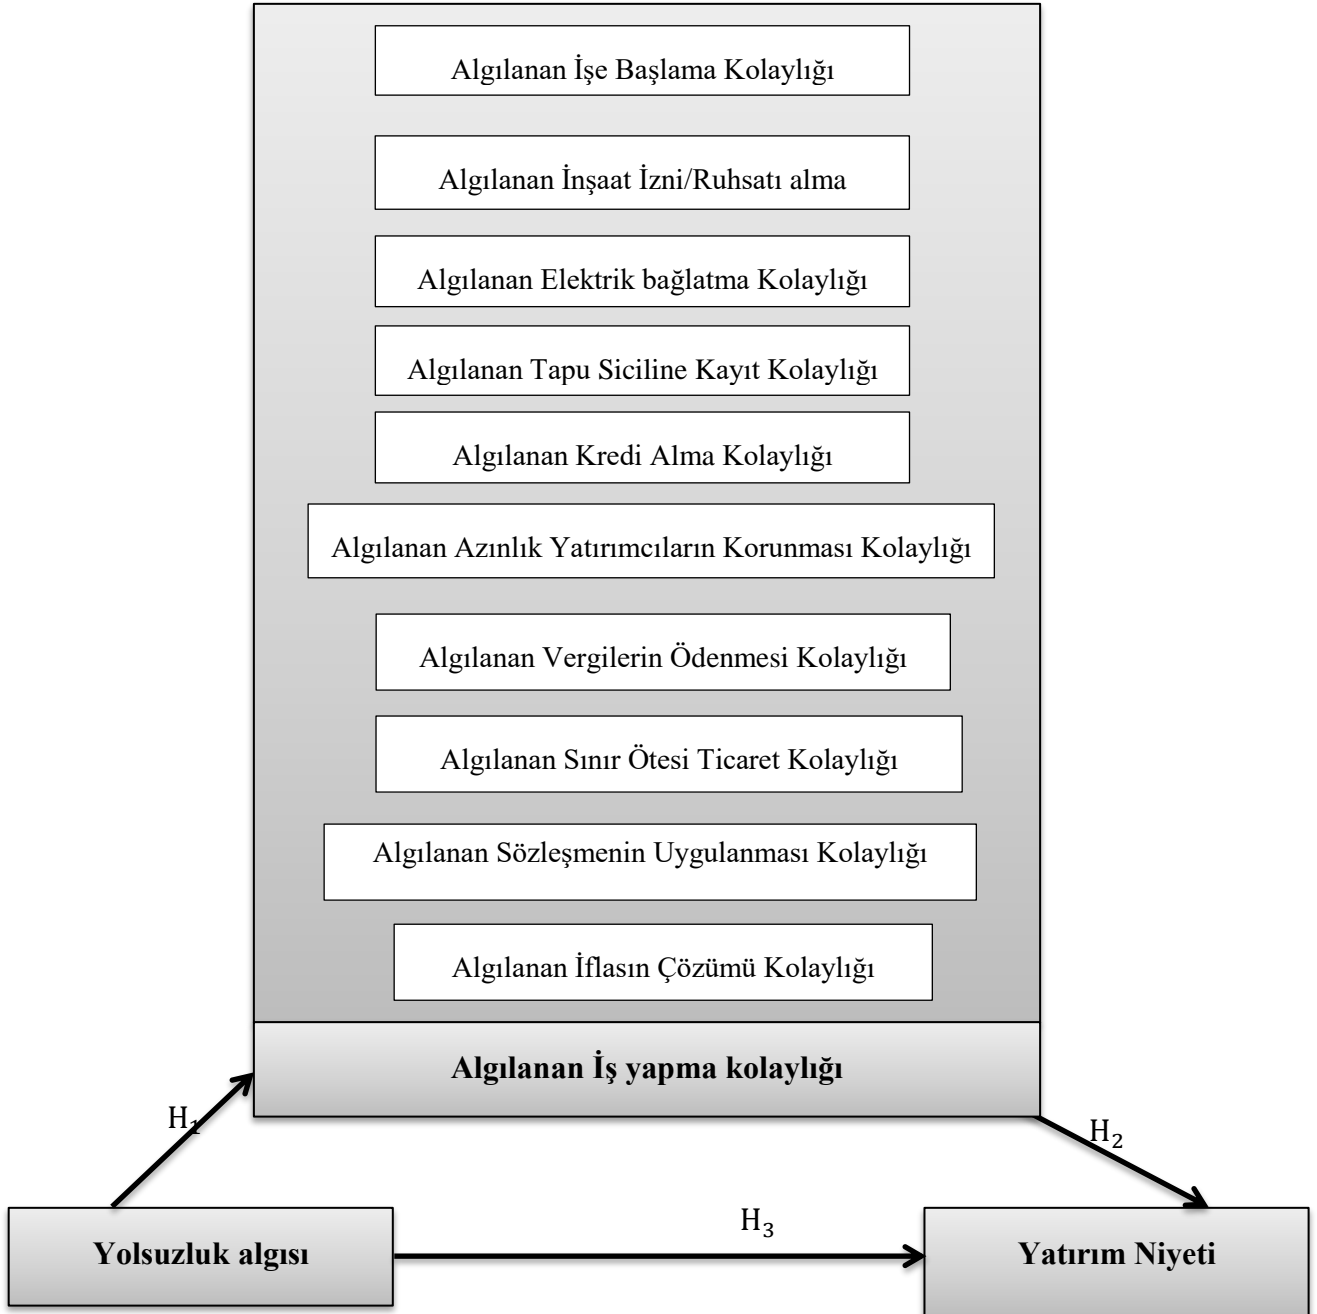 Algılanan İşe Başlama Kolaylığı
Algılanan İnşaat İzni/Ruhsatı alma
Algılanan Elektrik bağlatma Kolaylığı
Algılanan Tapu Siciline Kayıt Kolaylığı
Algılanan Kredi Alma Kolaylığı
Algılanan Azınlık Yatırımcıların Korunması Kolaylığı
Algılanan Vergilerin Ödenmesi Kolaylığı
Algılanan Sınır Ötesi Ticaret Kolaylığı
Algılanan Sözleşmenin Uygulanması Kolaylığı
Algılanan İflasın Çözümü Kolaylığı
Algılanan İş yapma kolaylığı
H₁
H₂
H₃
Yolsuzluk algısı
Yatırım Niyeti